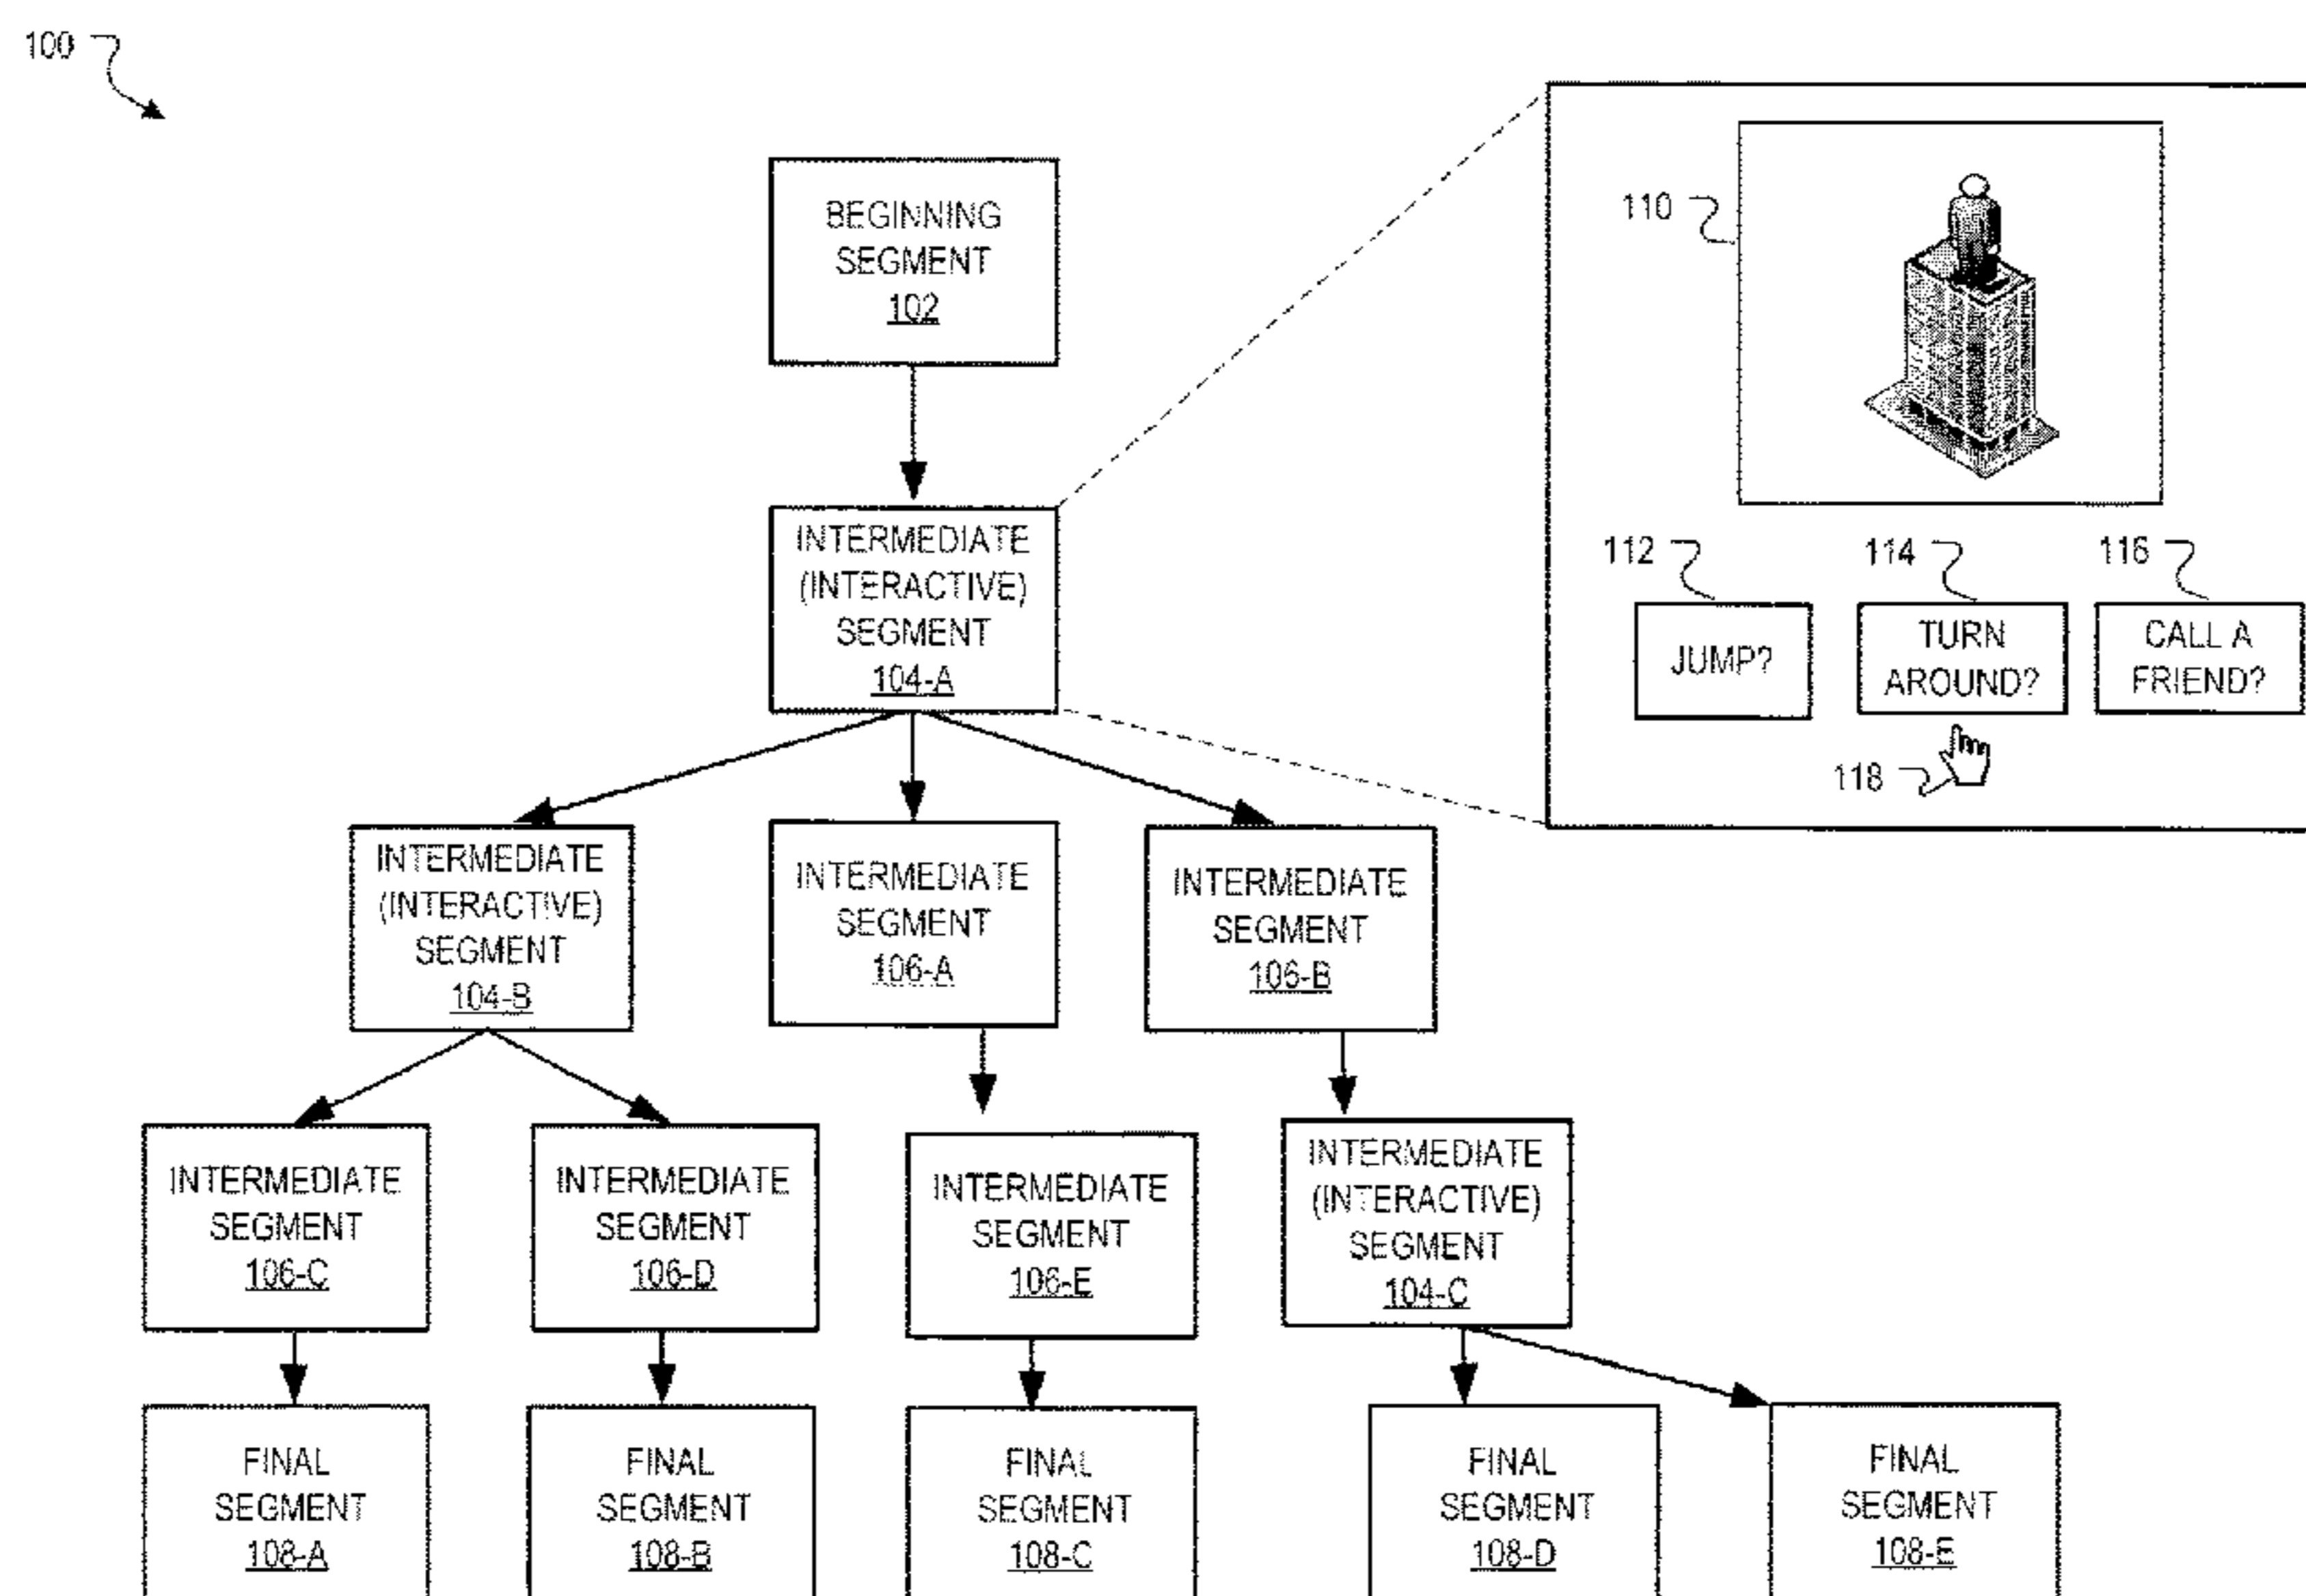 100
BEGINNING
SEGMENT
102
110
INTERMEDIATE
(INTERACTIVE)
SEGMENT
104-A
112
114
116
JUMP?
TURN
AROUND?
CALL A
FRIEND?
118
INTERMEDIATE
(INTERACTIVE)
SEGMENT
104-B
INTERMEDIATE
SEGMENT
106-A
INTERMEDIATE
SEGMENT
106-B
INTERMEDIATE
SEGMENT
106-C
INTERMEDIATE
SEGMENT
106-D
INTERMEDIATE
SEGMENT
106-E
INTERMEDIATE
(INTERACTIVE)
SEGMENT
104-C
FINAL
SEGMENT
108-A
FINAL
SEGMENT
108-B
FINAL
SEGMENT
108-C
FINAL
SEGMENT
108-D
FINAL
SEGMENT
108-E